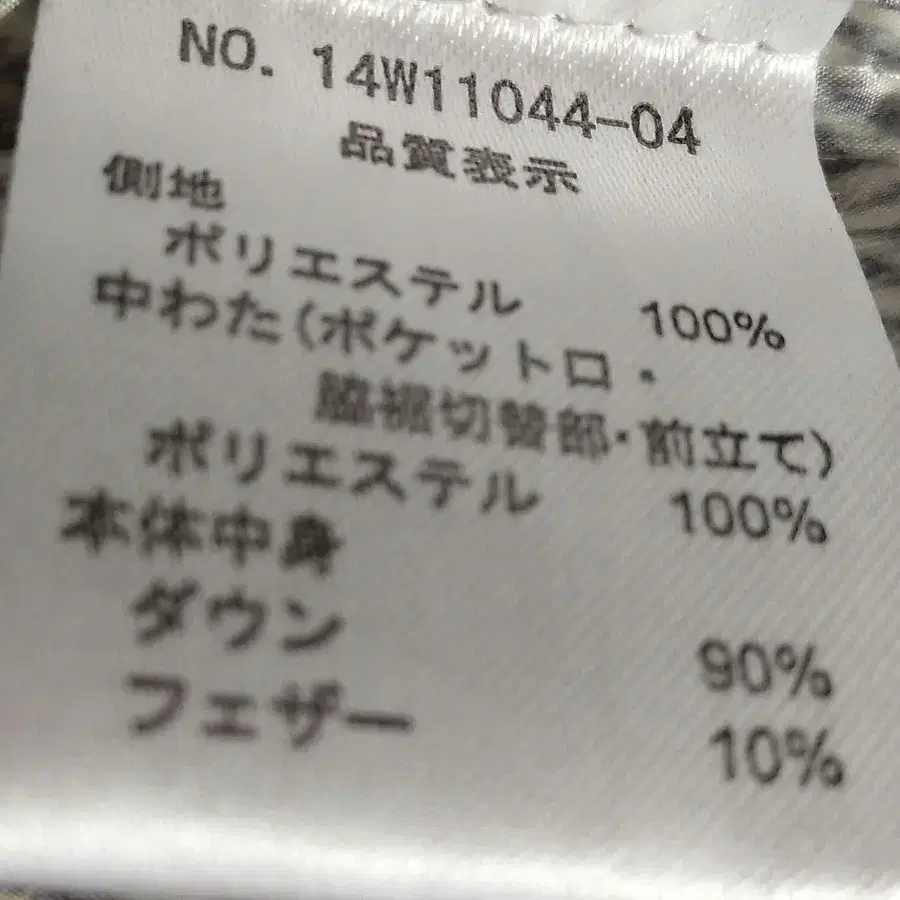 NO. 14W11044-04
品質表示
側地
ポリエステル 100%
中わた(ポケット口・
脇裾切替部・前立て)
ポリエステル 100%
本体中身
ダウン 90%
フェザー 10%